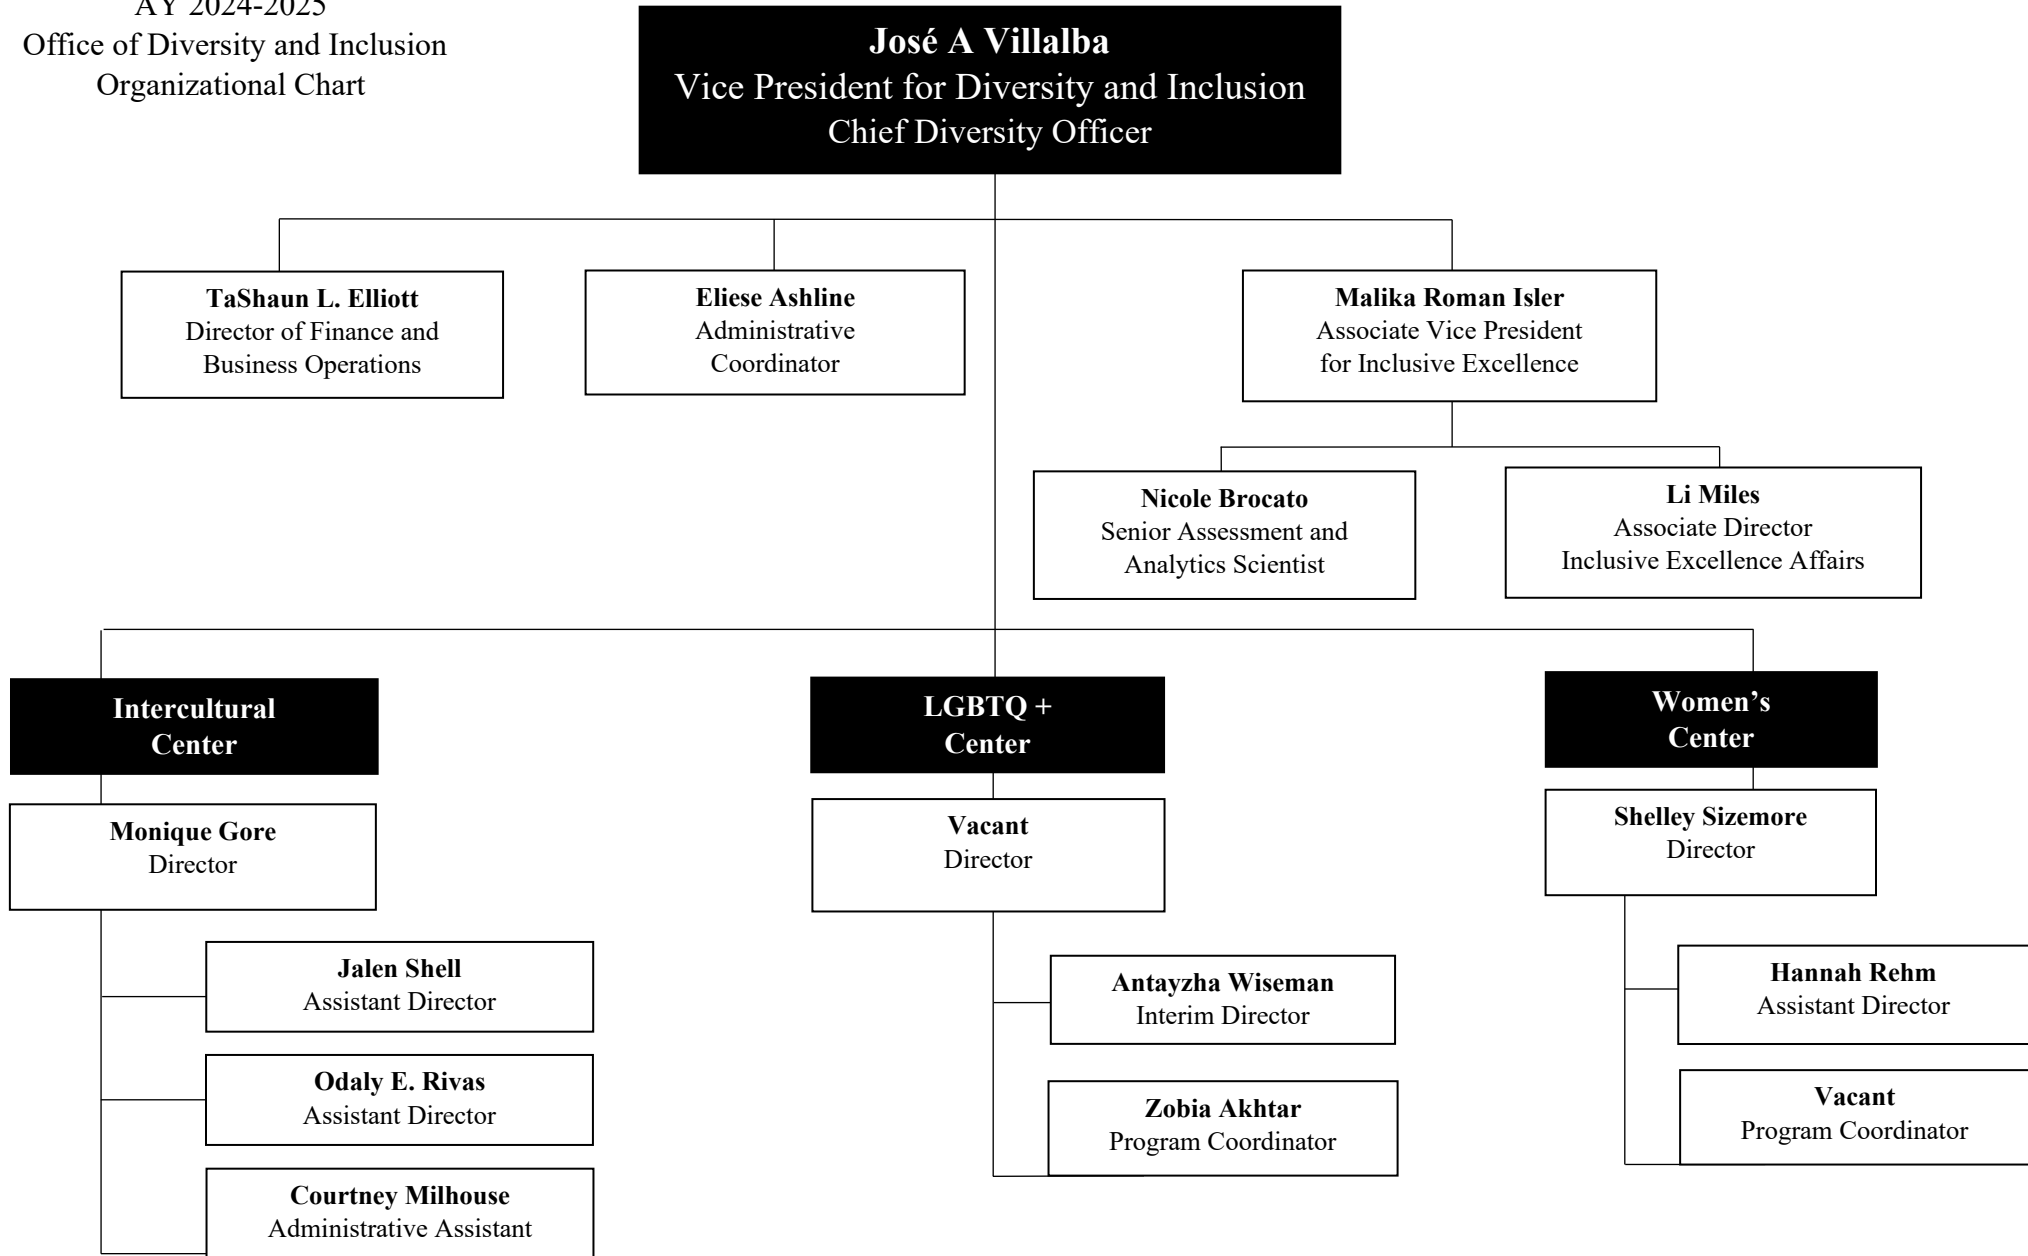 AY 2024-2025
Office of Diversity and Inclusion
Organizational Chart
José A Villalba
Vice President for Diversity and Inclusion
Chief Diversity Officer
TaShaun L. Elliott
Director of Finance and
Business Operations
Eliese Ashline
Administrative
Coordinator
Malika Roman Isler
Associate Vice President
for Inclusive Excellence
Nicole Brocato
Senior Assessment and
Analytics Scientist
Li Miles
Associate Director
Inclusive Excellence Affairs
Intercultural
Center
LGBTQ +
Center
Women’s
Center
Monique Gore
Director
Vacant
Director
Shelley Sizemore
Director
Jalen Shell
Assistant Director
Odaly E. Rivas
Assistant Director
Courtney Milhouse
Administrative Assistant
Antayzha Wiseman
Interim Director
Zobia Akhtar
Program Coordinator
Hannah Rehm
Assistant Director
Vacant
Program Coordinator